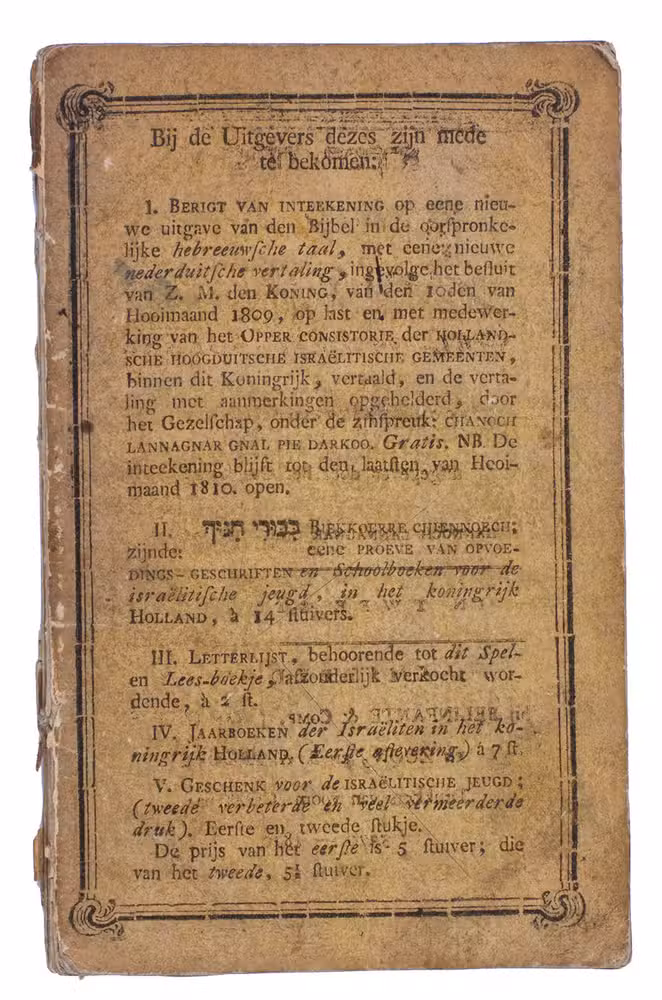 Bij de Uitgevers dezes zijn mede
te bekomen:
I. BERIGT VAN INTEEKENING op eene nieu-
we uitgave van den Bijbel in de oorspronke-
lijke hebreeuwſche taal, met eene nieuwe
nederduitſche vertaling, ingevolge het beſluit
van Z. M. den KONING, van den 10den van
Hooimaand 1809, op last en met medewer-
king van het OPPER CONSISTORIE der HOLLAND-
SCHE HOOGDUITSCHE ISRAËLITISCHE GEMEENTEN,
binnen dit Koningrijk, vertaald, en de verta-
ling met aanmerkingen opgehelderd, door
het Gezelſchap, onder de zinſpreuk: CHANOCH
LANNAGNAR GNAL PIE DARKOO. Gratis. NB. De
inteekening blijft tot den laatſten van Hooi-
maand 1810. open.
II. בכורי חנוך BIEKKOERRE CHIENNOECH;
zijnde: eene PROEVE VAN OPVOE-
DINGS-GESCHRIFTEN en Schoolboeken voor de
israëlitiſche jeugd, in het koningrijk
HOLLAND, à 14 ſtuivers.
III. LETTERLIJST, behoorende tot dit Spel-
en Lees-boekje, afzonderlijk verkocht wor-
dende, à 2 ſt.
IV. JAARBOEKEN der Israëliten in het ko-
ningrijk HOLLAND. (Eerſte aflevering.) à 7 ſt.
V. GESCHENK voor de ISRAËLITISCHE JEUGD;
(tweede verbeterde en veel vermeerderde
druk). Eerſte en tweede ſtukje.
De prijs van het eerſte is 5 ſtuiver; die
van het tweede, 5½ ſtuiver.